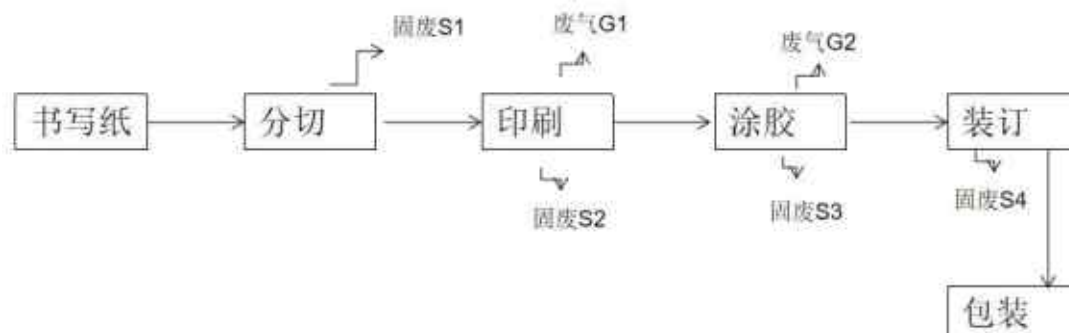 固废S1
废气G1
废气G2
书写纸
分切
印刷
涂胶
装订
固废S2
固废S3
固废S4
包装